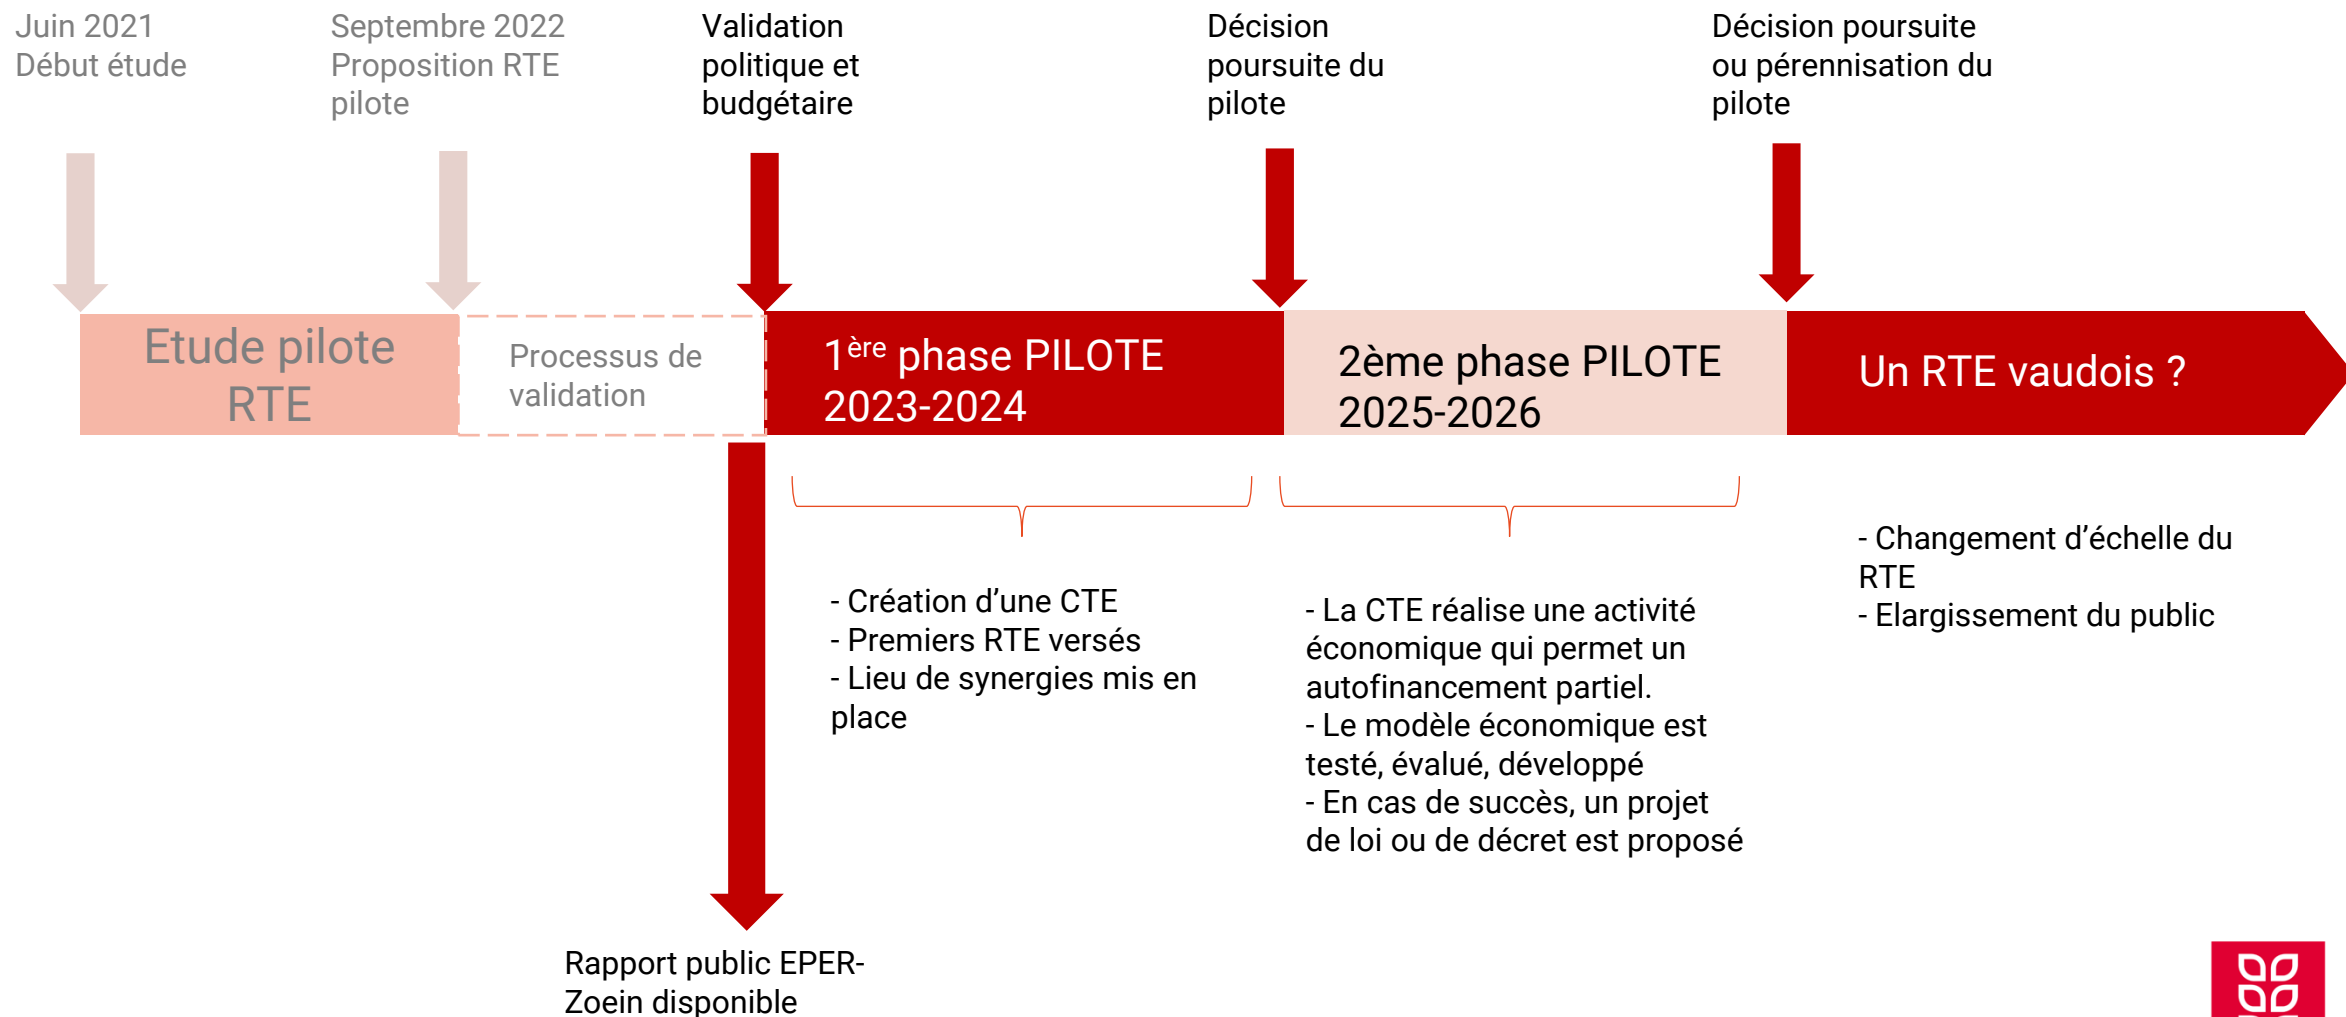 Juin 2021
Début étude
Septembre 2022
Proposition RTE
pilote
Validation
politique et
budgétaire
Décision
poursuite du
pilote
Décision poursuite
ou pérennisation du
pilote
Etude pilote
RTE
Processus de
validation
1ère phase PILOTE
2023-2024
2ème phase PILOTE
2025-2026
Un RTE vaudois ?
- Création d’une CTE
- Premiers RTE versés
- Lieu de synergies mis en
place
- La CTE réalise une activité
économique qui permet un
autofinancement partiel.
- Le modèle économique est
testé, évalué, développé
- En cas de succès, un projet
de loi ou de décret est proposé
- Changement d’échelle du
RTE
- Elargissement du public
Rapport public EPER-
Zoein disponible